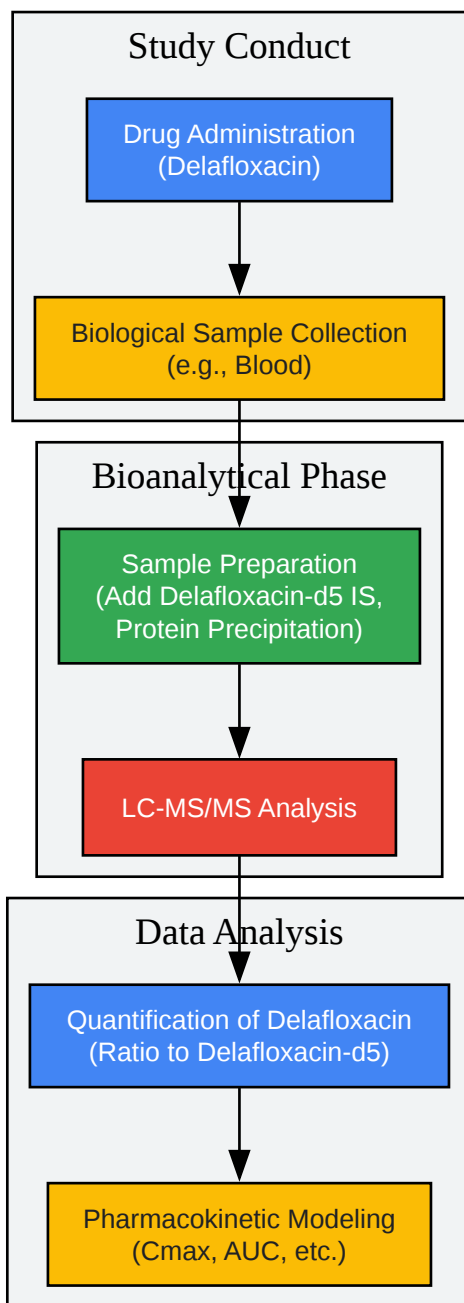 Study Conduct
Drug Administration
(Delafloxacin)
Biological Sample Collection
(e.g., Blood)
Bioanalytical Phase
Sample Preparation
(Add Delafloxacin-d5 IS,
Protein Precipitation)
LC-MS/MS Analysis
Data Analysis
Quantification of Delafloxacin
(Ratio to Delafloxacin-d5)
Pharmacokinetic Modeling
(Cmax, AUC, etc.)